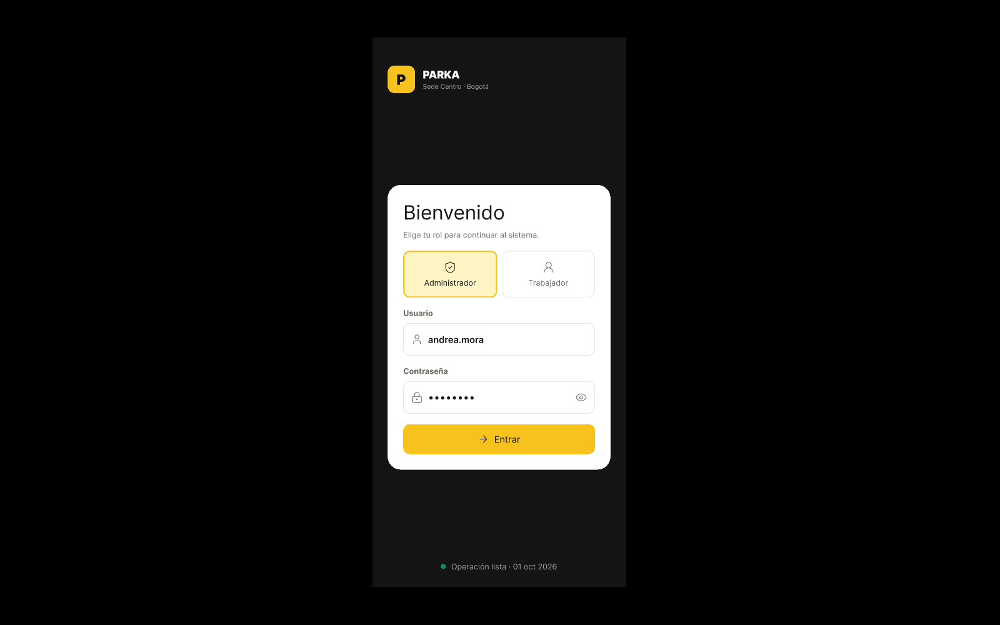 P
PARKA
Sede Centro · Bogotá
Bienvenido
Elige tu rol para continuar al sistema.
Administrador
Trabajador
Usuario
andrea.mora
Contraseña
••••••••
Entrar
Operación lista · 01 oct 2026